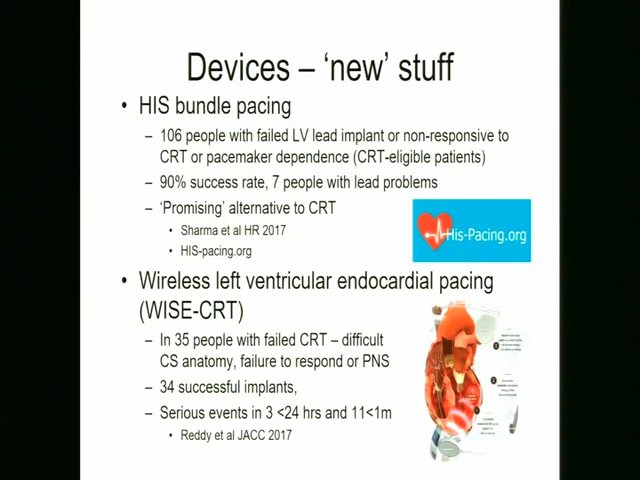 Devices – ‘new’ stuff
• HIS bundle pacing
– 106 people with failed LV lead implant or non-responsive to
CRT or pacemaker dependence (CRT-eligible patients)
– 90% success rate, 7 people with lead problems
– ‘Promising’ alternative to CRT
• Sharma et al HR 2017
• HIS-pacing.org
His-Pacing.org
• Wireless left ventricular endocardial pacing
(WISE-CRT)
– In 35 people with failed CRT – difficult
CS anatomy, failure to respond or PNS
– 34 successful implants,
– Serious events in 3 <24 hrs and 11<1m
• Reddy et al JACC 2017